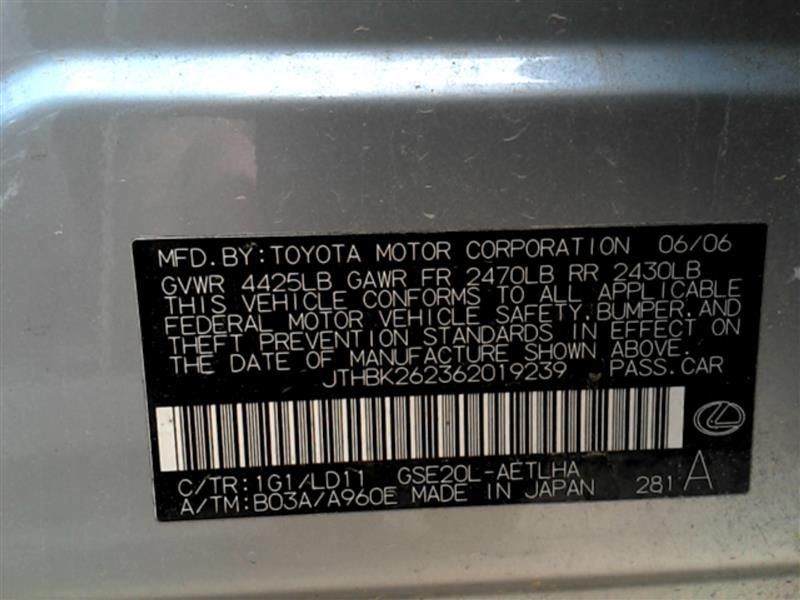 MFD.BY:TOYOTA MOTOR CORPORATION 06/06
GVWR 4425LB GAWR FR 2470LB RR 2430LB
THIS VEHICLE CONFORMS TO ALL APPLICABLE
FEDERAL MOTOR VEHICLE SAFETY,BUMPER,AND
THEFT PREVENTION STANDARDS IN EFFECT ON
THE DATE OF MANUFACTURE SHOWN ABOVE.
JTHBK262362019239 PASS.CAR
C/TR:1G1/LD11 GSE20L-AETLHA
A/TM:B03A/A960E MADE IN JAPAN 281 A